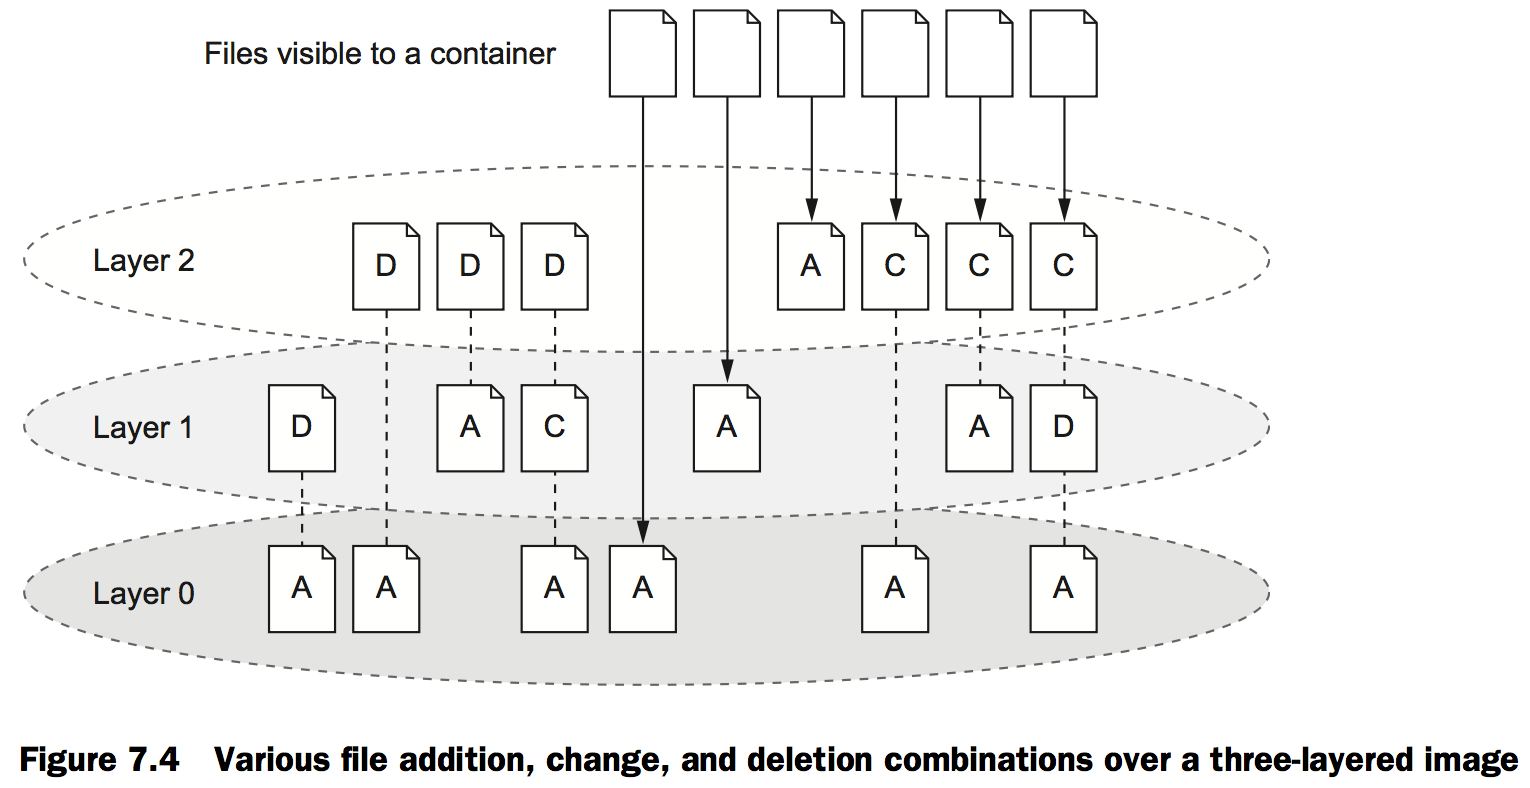 Files visible to a container
Layer 2 D D D A C C C
Layer 1 D A C A A D
Layer 0 A A A A A A
Figure 7.4 Various file addition, change, and deletion combinations over a three-layered image